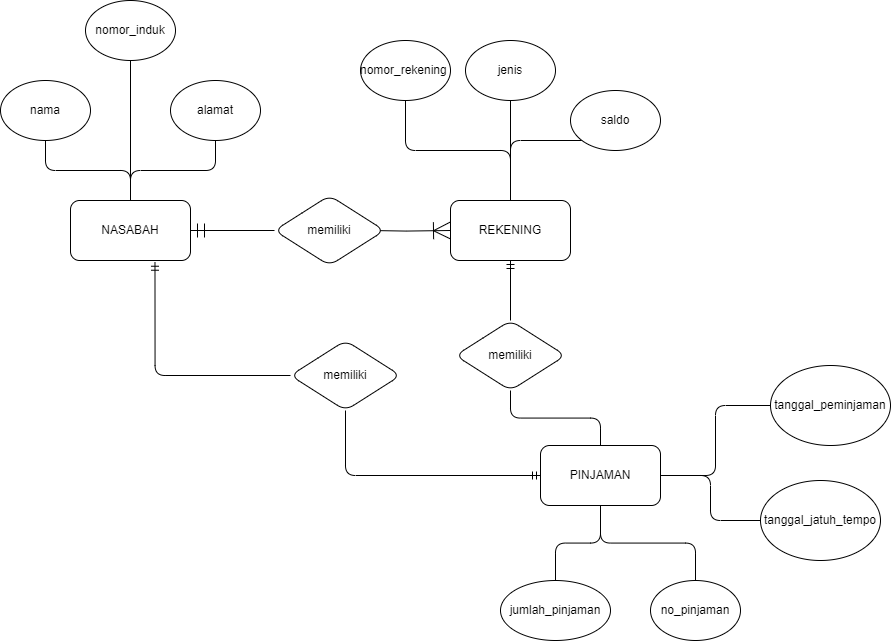 nomor_induk
nama
alamat
nomor_rekening
jenis
saldo
NASABAH
memiliki
REKENING
memiliki
memiliki
tanggal_peminjaman
PINJAMAN
tanggal_jatuh_tempo
jumlah_pinjaman
no_pinjaman